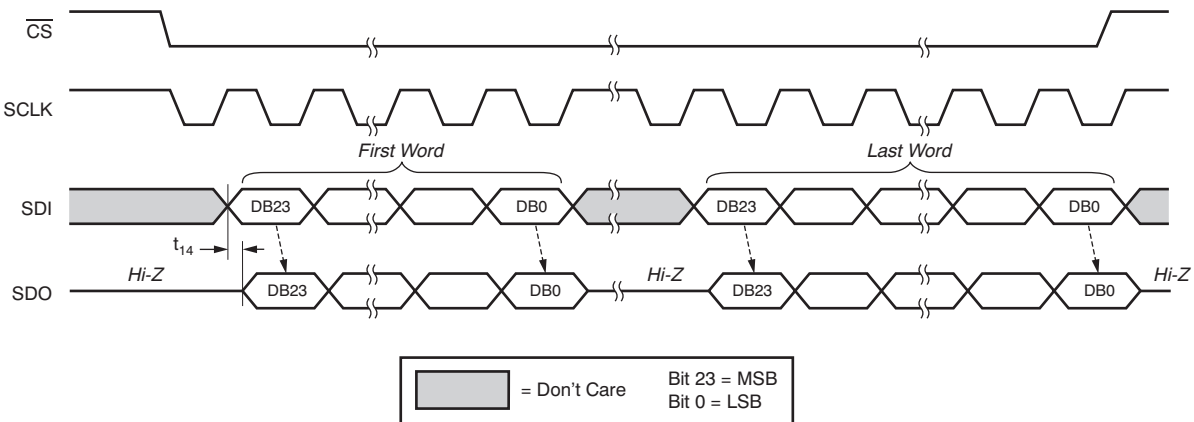 CS
SCLK
First Word
Last Word
SDI
DB23
DB0
DB23
DB0
t14
Hi-Z
Hi-Z
Hi-Z
SDO
DB23
DB0
DB23
DB0
= Don't Care
Bit 23 = MSB
Bit 0 = LSB